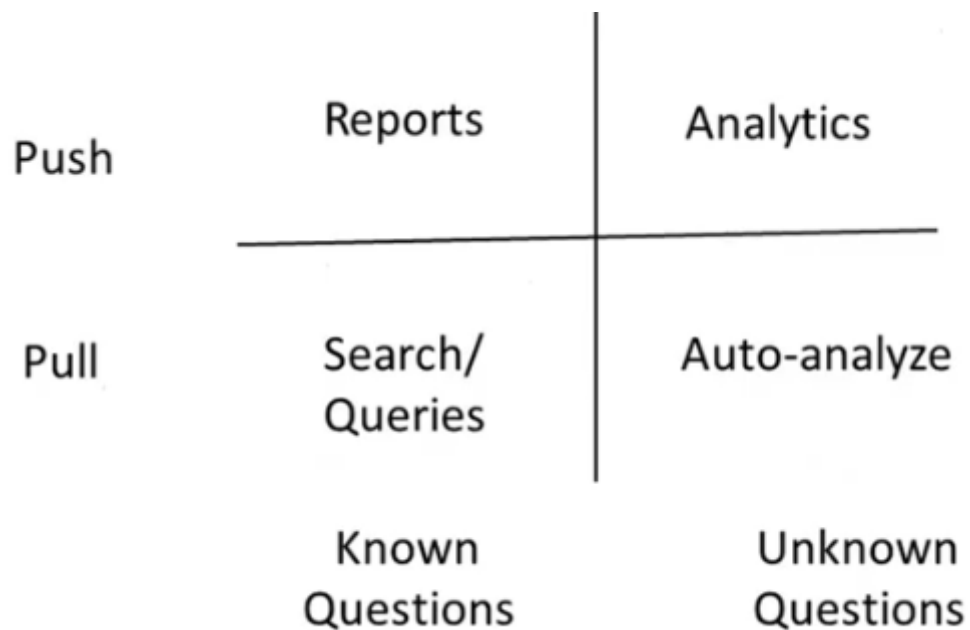 Reports Analytics
Push
Search/ Auto-analyze
Pull
Queries
Known Unknown
Questions Questions